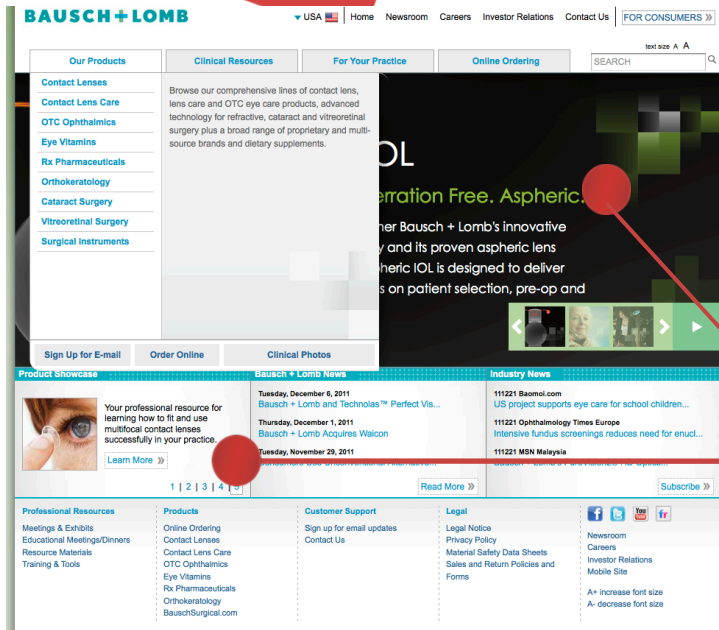 BAUSCH+LOMB
USA Home Newsroom Careers Investor Relations Contact Us FOR CONSUMERS »
text size A A
Our Products Clinical Resources For Your Practice Online Ordering SEARCH
Contact Lenses
Contact Lens Care
OTC Ophthalmics
Eye Vitamins
Rx Pharmaceuticals
Orthokeratology
Cataract Surgery
Vitreoretinal Surgery
Surgical Instruments
Browse our comprehensive lines of contact lens,
lens care and OTC eye care products, advanced
technology for refractive, cataract and vitreoretinal
surgery plus a broad range of proprietary and multi-
source brands and dietary supplements.
OL
Free. Aspheric.
Bausch + Lomb's innovative
and its proven aspheric lens
IOL is designed to deliver
on patient selection, pre-op and
Sign Up for E-mail Order Online Clinical Photos
Product Showcase
Your professional resource for
learning how to fit and use
multifocal contact lenses
successfully in your practice.
Learn More »
1 | 2 | 3 | 4 | 5
Bausch + Lomb News
Tuesday, December 6, 2011
Bausch + Lomb and Technolas™ Perfect Vis...
Thursday, December 1, 2011
Bausch + Lomb Acquires Waicon
Tuesday, November 29, 2011
Read More »
Industry News
111221 Baomoi.com
US project supports eye care for school children...
111221 Ophthalmology Times Europe
Intensive fundus screenings reduces need for enucl...
111221 MSN Malaysia
Subscribe »
Professional Resources
Meetings & Exhibits
Educational Meetings/Dinners
Resource Materials
Training & Tools
Products
Online Ordering
Contact Lenses
Contact Lens Care
OTC Ophthalmics
Eye Vitamins
Rx Pharmaceuticals
Orthokeratology
BauschSurgical.com
Customer Support
Sign up for email updates
Contact Us
Legal
Legal Notice
Privacy Policy
Material Safety Data Sheets
Sales and Return Policies and
Forms
f You Tube fr
Newsroom
Careers
Investor Relations
Mobile Site
A+ increase font size
A- decrease font size